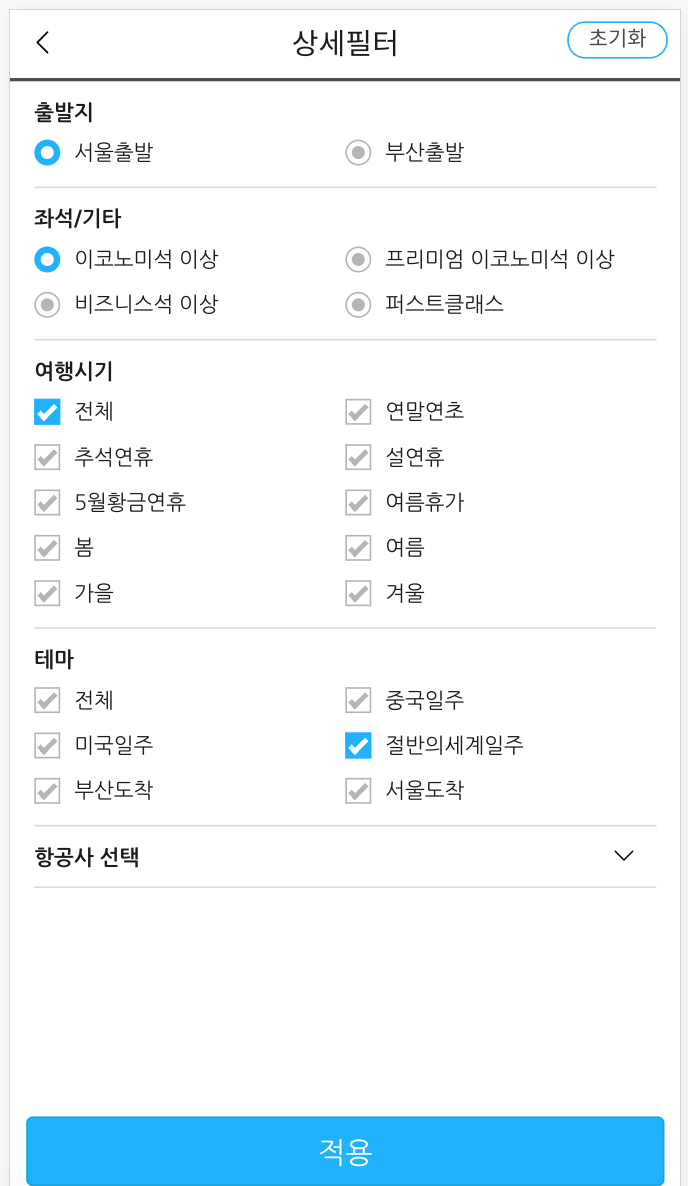 상세필터
초기화
출발지
서울출발
부산출발
좌석/기타
이코노미석 이상
프리미엄 이코노미석 이상
비즈니스석 이상
퍼스트클래스
여행시기
전체
연말연초
추석연휴
설연휴
5월황금연휴
여름휴가
봄
여름
가을
겨울
테마
전체
중국일주
미국일주
절반의세계일주
부산도착
서울도착
항공사 선택
적용